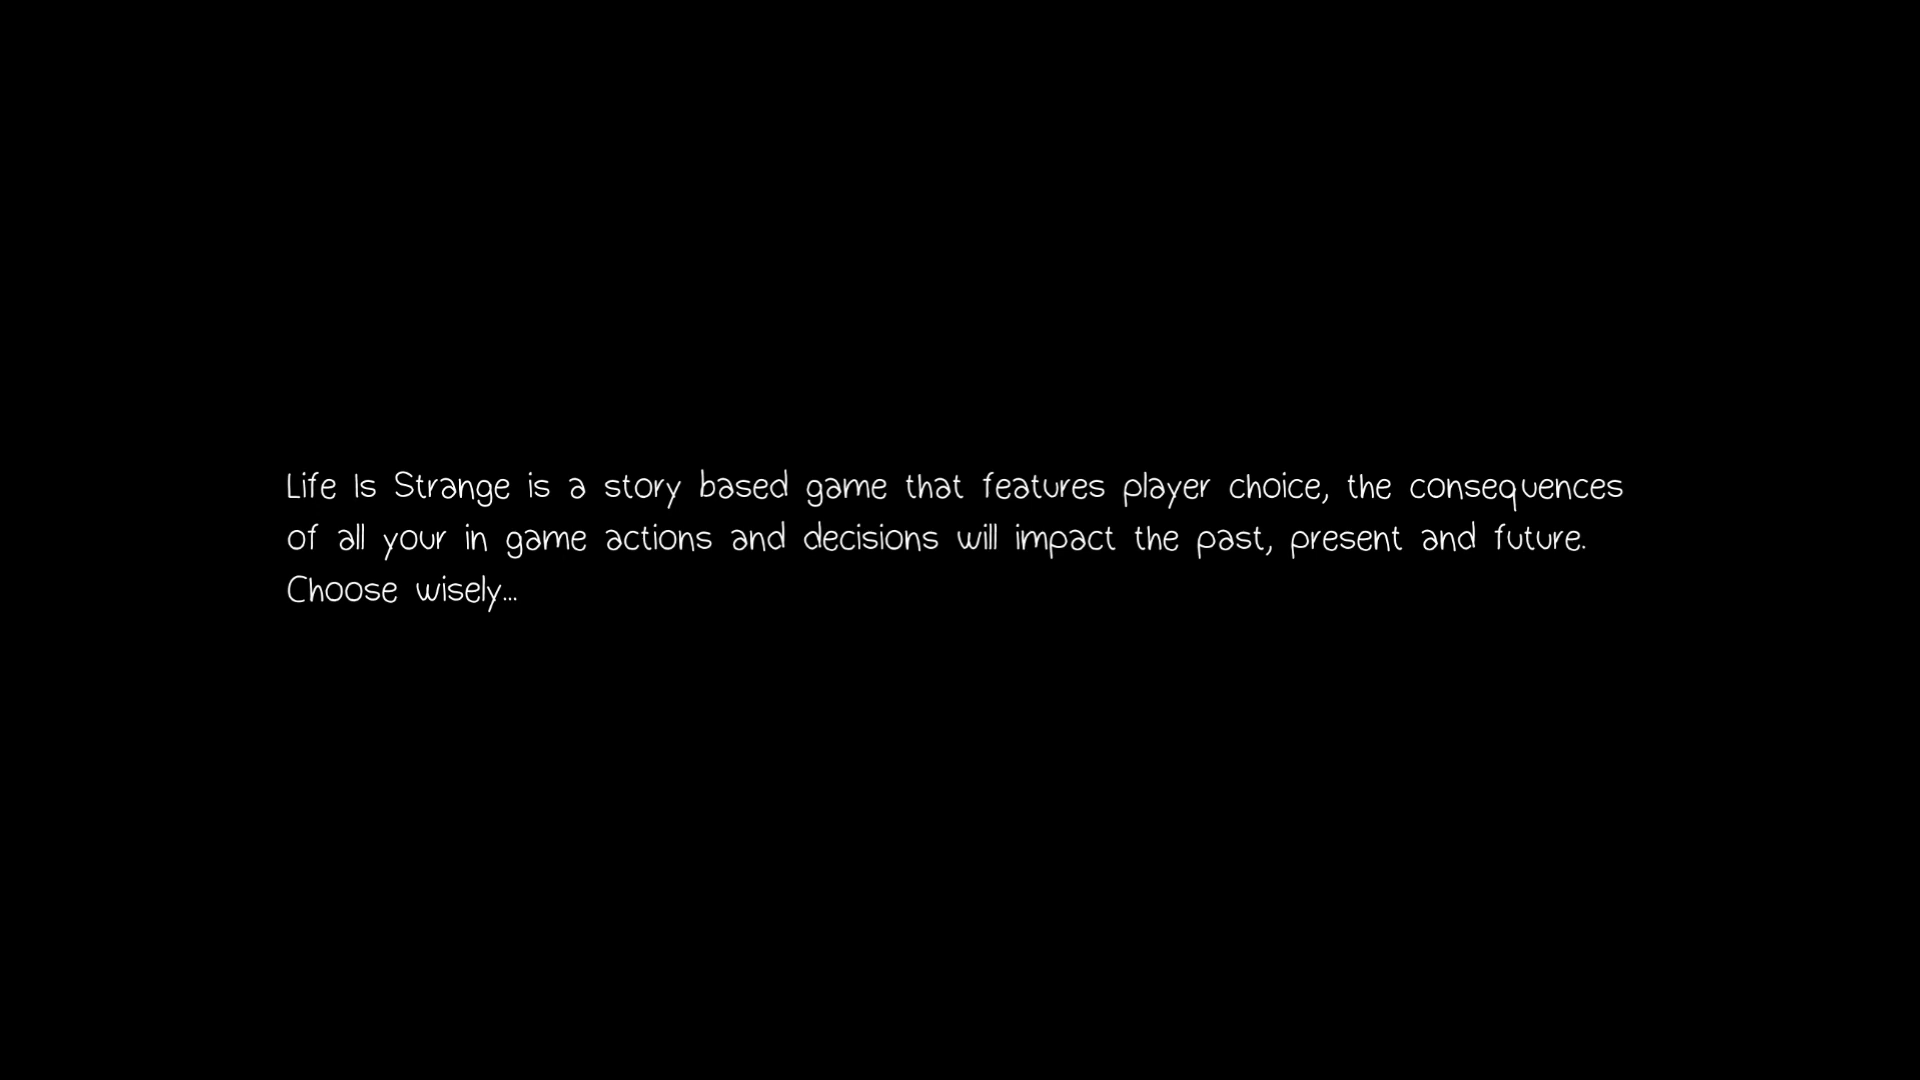 Life Is Strange is a story based game that features player choice, the consequences
of all your in game actions and decisions will impact the past, present and future.
Choose wisely...